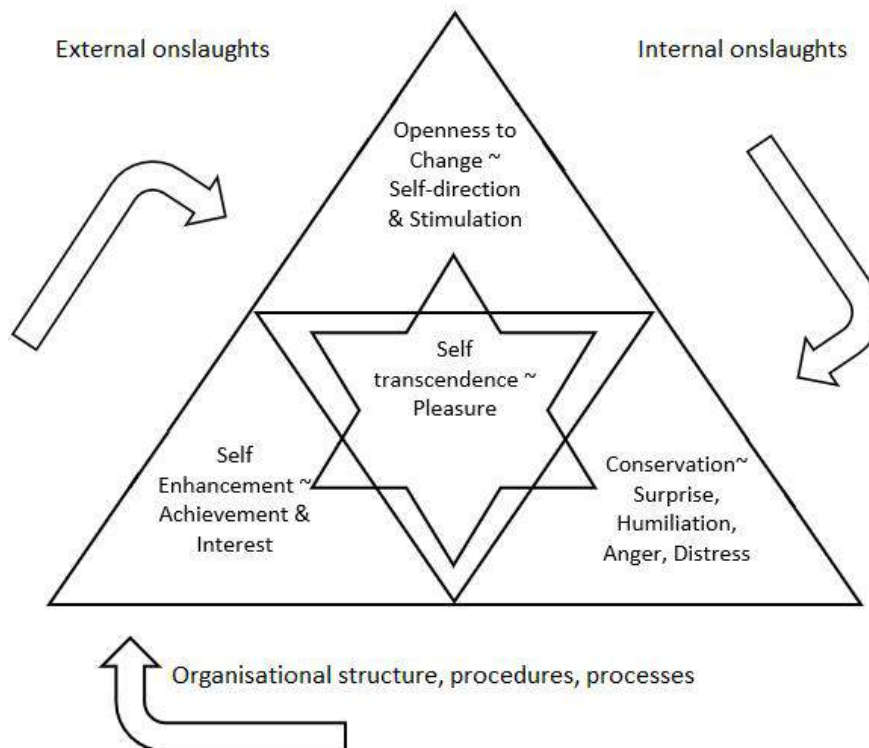 External onslaughts
Internal onslaughts
Openness to
Change ~
Self-direction
& Stimulation
Self
transcendence ~
Pleasure
Self
Enhancement ~
Achievement &
Interest
Conservation~
Surprise,
Humiliation,
Anger, Distress
Organisational structure, procedures, processes